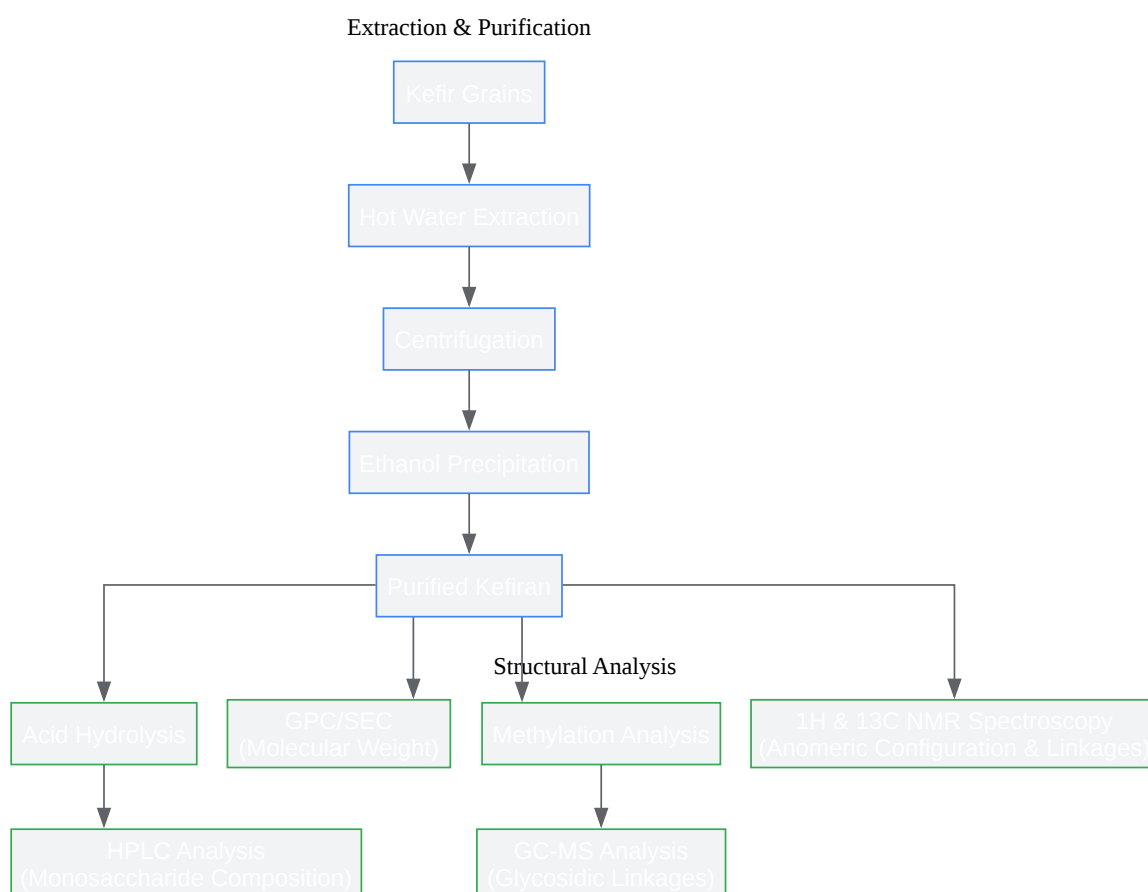 Extraction & Purification
Kefir Grains
Hot Water Extraction
Centrifugation
Ethanol Precipitation
Purified Kefiran
Structural Analysis
Acid Hydrolysis
GPC/SEC
(Molecular Weight)
Methylation Analysis
1H & 13C NMR Spectroscopy
(Anomeric Configuration & Linkages)
HPLC Analysis
(Monosaccharide Composition)
GC-MS Analysis
(Glycosidic Linkages)